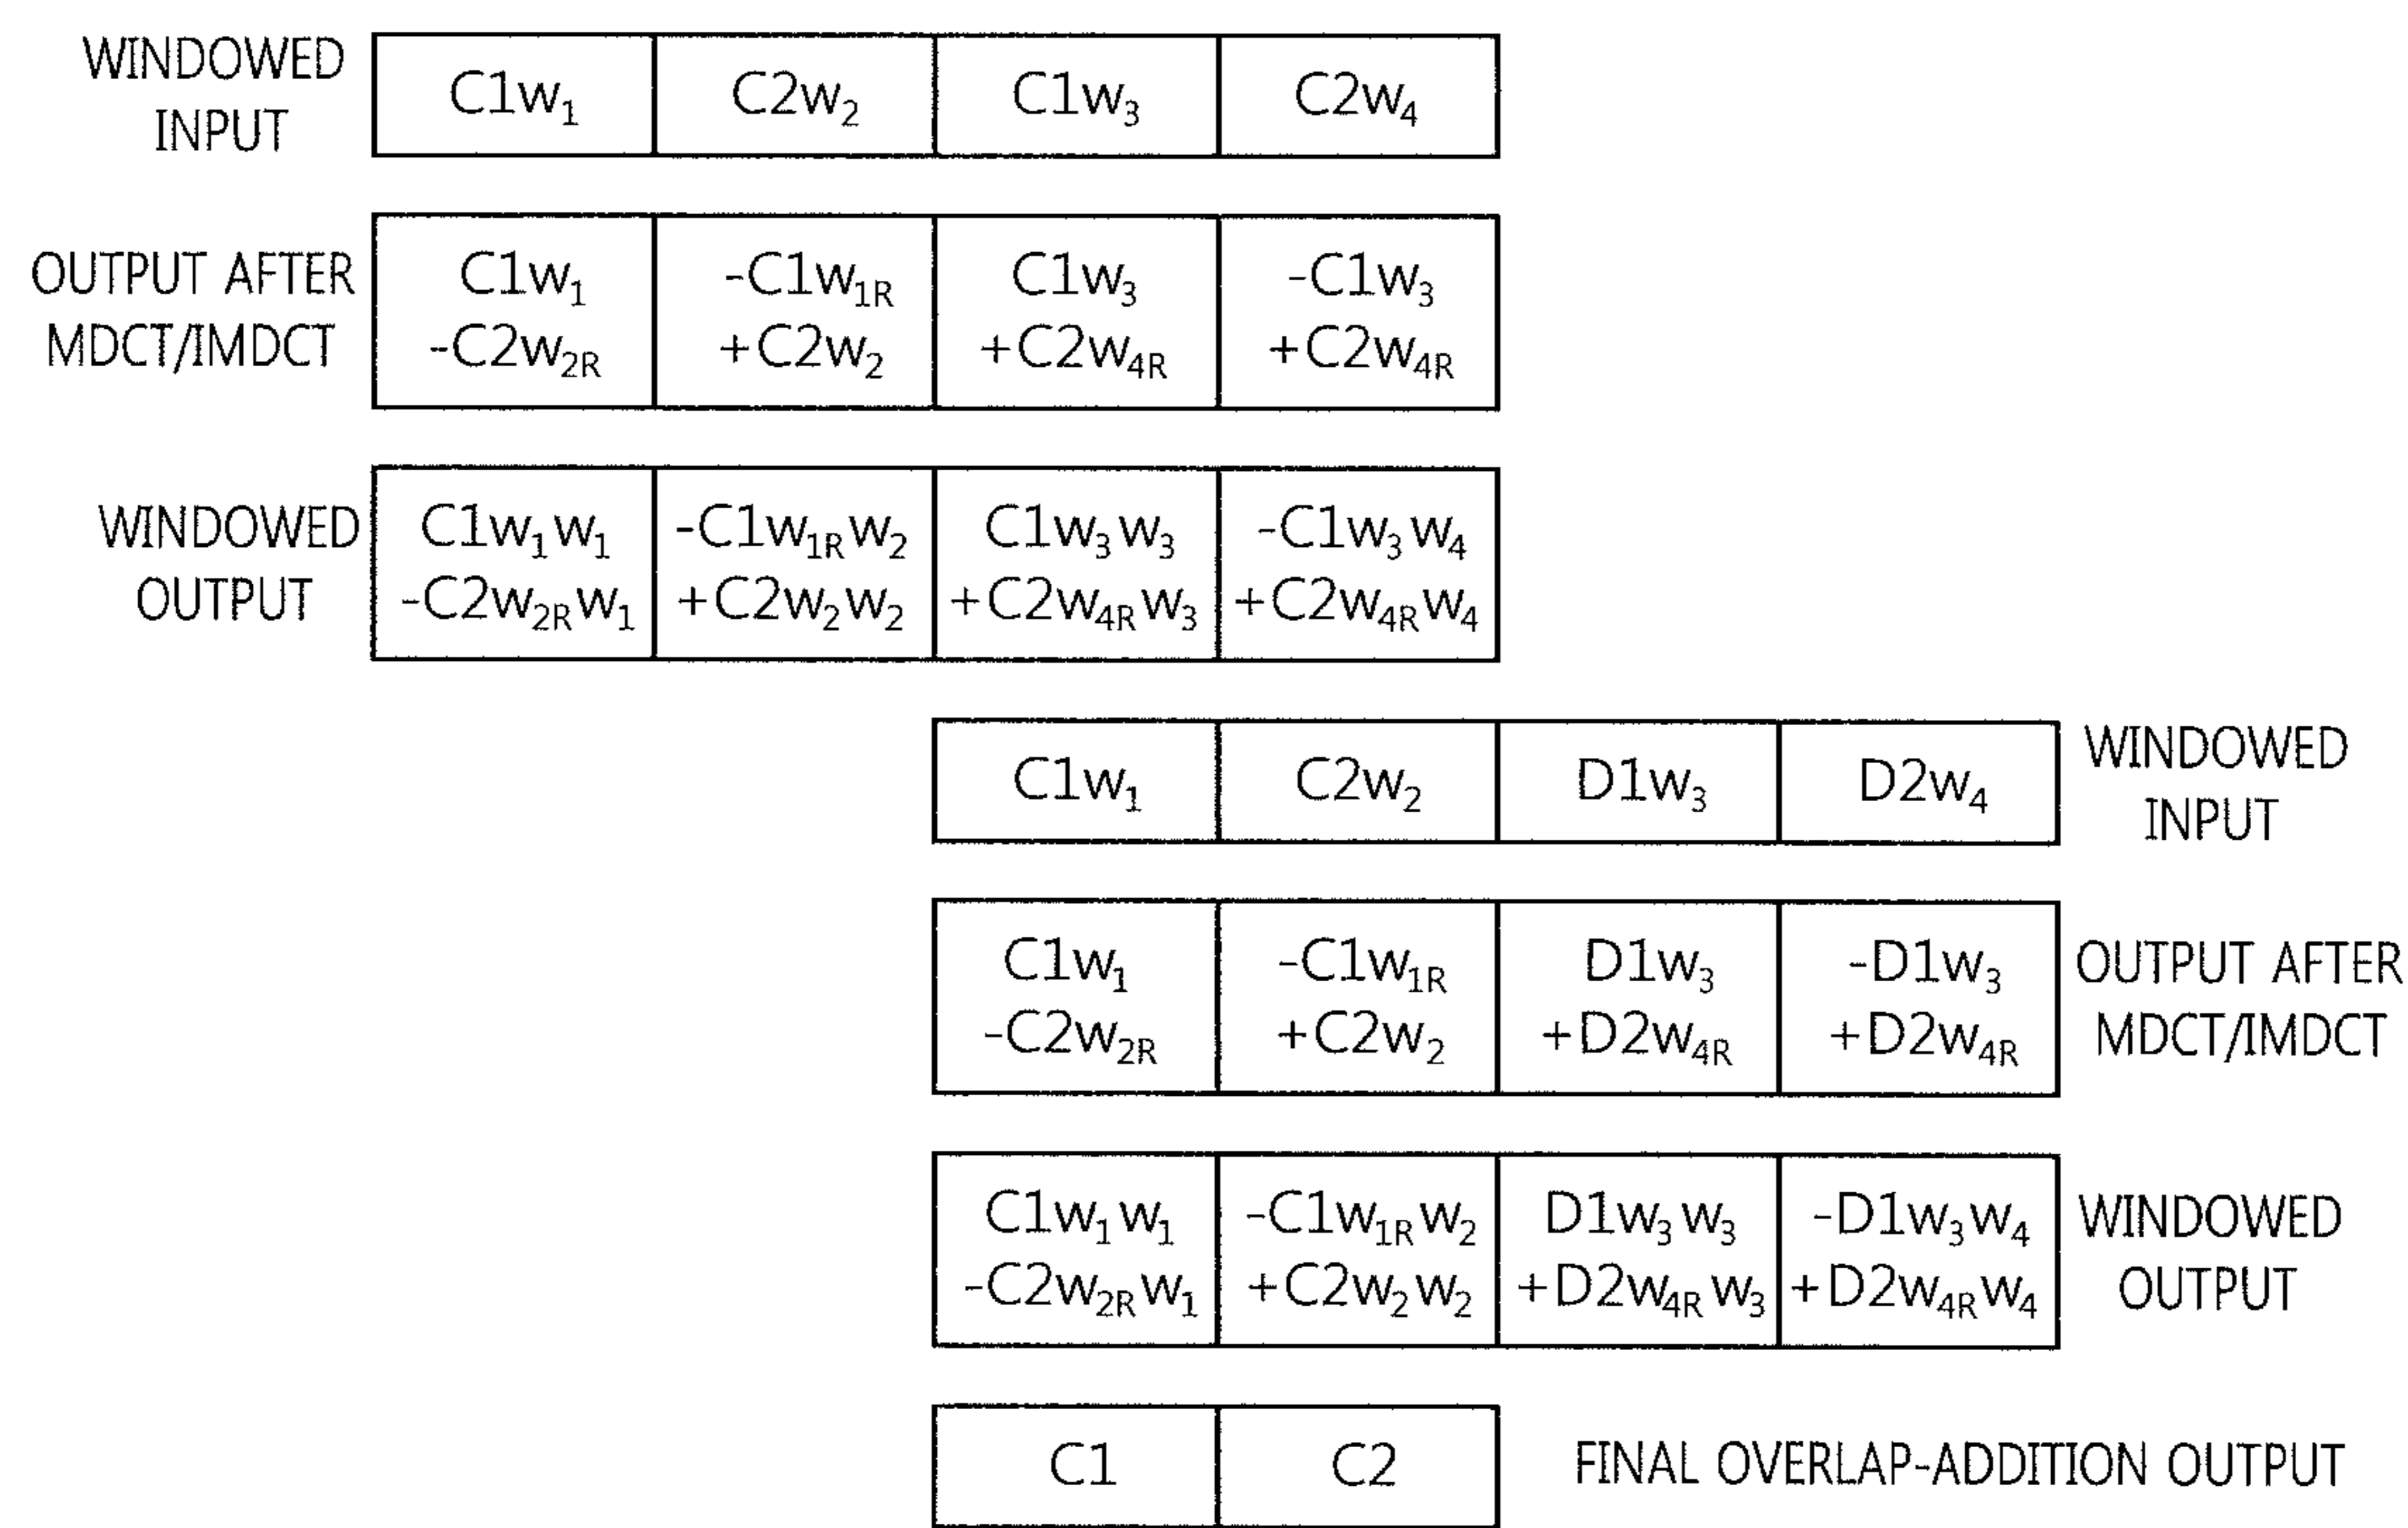 WINDOWED
INPUT
C1w₁ C2w₂ C1w₃ C2w₄
OUTPUT AFTER
MDCT/IMDCT
C1w₁ -C1w₁R C1w₃ -C1w₃
-C2w₂R +C2w₂ +C2w₄R +C2w₄R
WINDOWED
OUTPUT
C1w₁w₁ -C1w₁Rw₂ C1w₃w₃ -C1w₃w₄
-C2w₂Rw₁ +C2w₂w₂ +C2w₄Rw₃ +C2w₄Rw₄
C1w₁ C2w₂ D1w₃ D2w₄
WINDOWED
INPUT
C1w₁ -C1w₁R D1w₃ -D1w₃
-C2w₂R +C2w₂ +D2w₄R +D2w₄R
OUTPUT AFTER
MDCT/IMDCT
C1w₁w₁ -C1w₁Rw₂ D1w₃w₃ -D1w₃w₄
-C2w₂Rw₁ +C2w₂w₂ +D2w₄Rw₃ +D2w₄Rw₄
WINDOWED
OUTPUT
C1 C2 FINAL OVERLAP-ADDITION OUTPUT